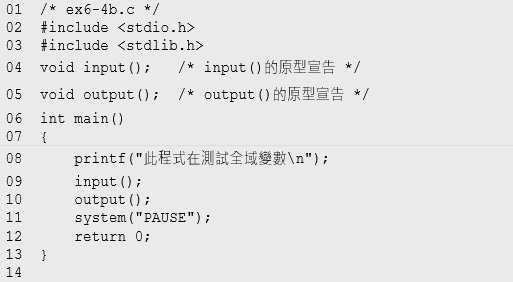 01  /* ex6-4b.c */
02  #include <stdio.h>
03  #include <stdlib.h>
04  void input();   /* input()的原型宣告 */
05  void output();  /* output()的原型宣告 */
06  int main()
07  {
08      printf("此程式在測試全域變數\n");
09      input();
10      output();
11      system("PAUSE");
12      return 0;
13  }
14